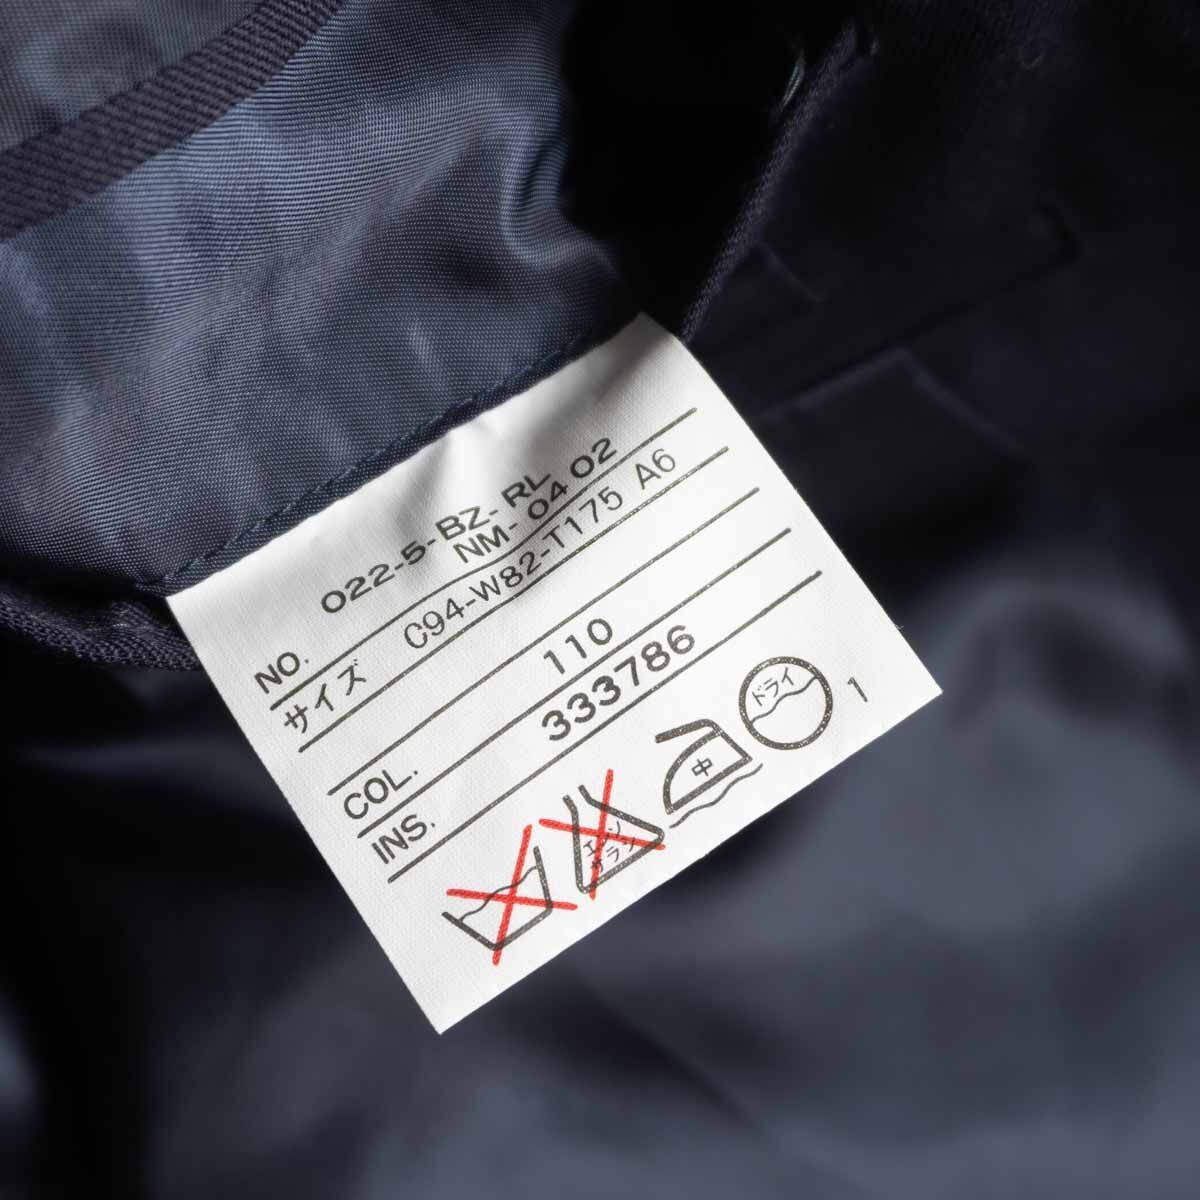 NO. 022-5-BZ-RL 02
NM-04
サイズ C94-W82-T175 A6
COL. 110
INS. 333786
エンソ
サラシ
中
ドライ
1